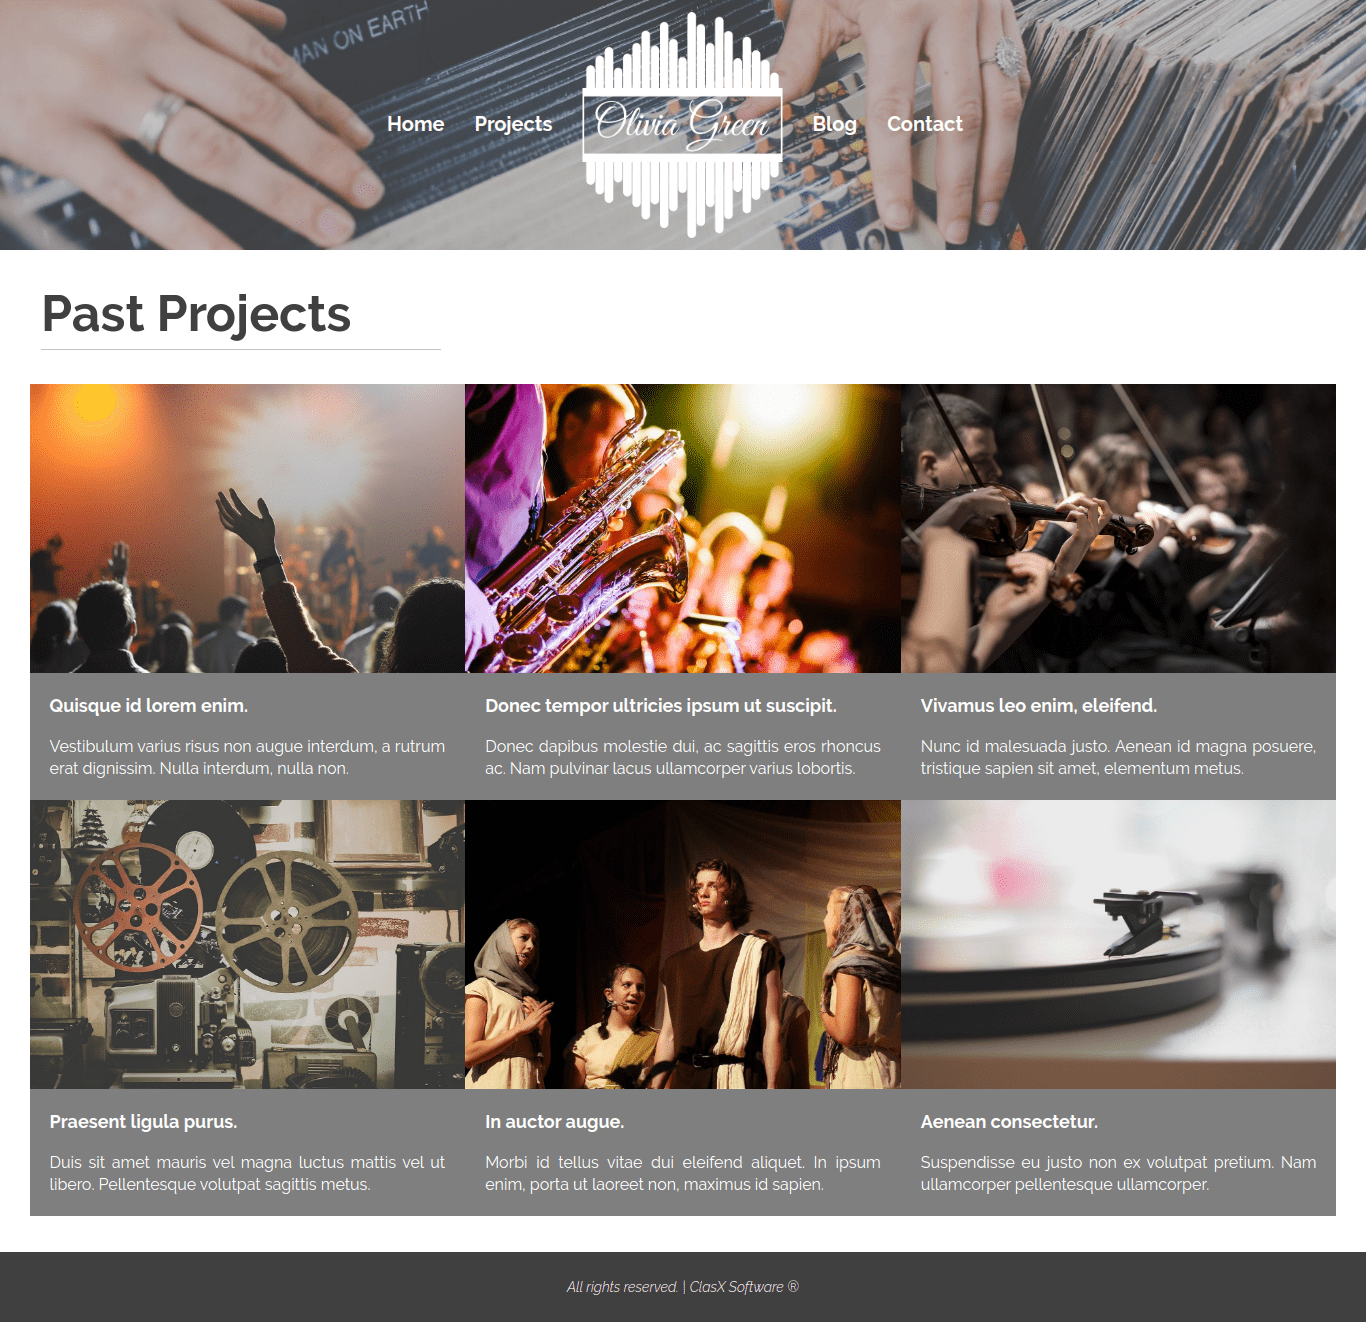 MAN ON EARTH
Home
Projects
Olivia Green
Blog
Contact
Past Projects
Quisque id lorem enim.
Vestibulum varius risus non augue interdum, a rutrum
erat dignissim. Nulla interdum, nulla non.
Donec tempor ultricies ipsum ut suscipit.
Donec dapibus molestie dui, ac sagittis eros rhoncus
ac. Nam pulvinar lacus ullamcorper varius lobortis.
Vivamus leo enim, eleifend.
Nunc id malesuada justo. Aenean id magna posuere,
tristique sapien sit amet, elementum metus.
Praesent ligula purus.
Duis sit amet mauris vel magna luctus mattis vel ut
libero. Pellentesque volutpat sagittis metus.
In auctor augue.
Morbi id tellus vitae dui eleifend aliquet. In ipsum
enim, porta ut laoreet non, maximus id sapien.
Aenean consectetur.
Suspendisse eu justo non ex volutpat pretium. Nam
ullamcorper pellentesque ullamcorper.
All rights reserved. | ClasX Software ®